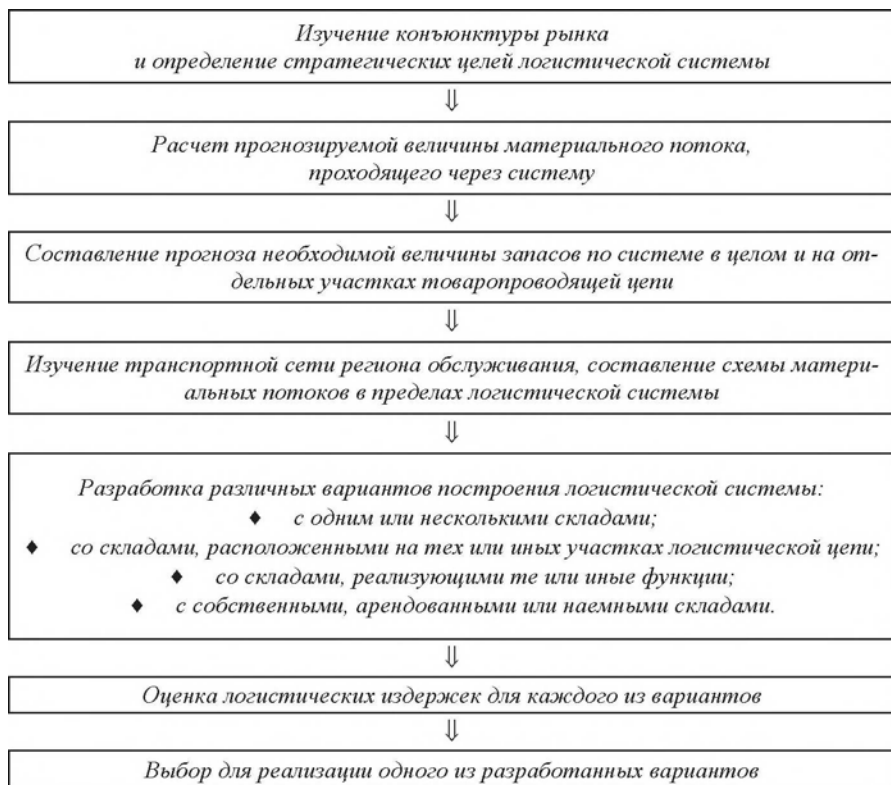 Изучение конъюнктуры рынка
и определение стратегических целей логистической системы
⇓
Расчет прогнозируемой величины материального потока,
проходящего через систему
⇓
Составление прогноза необходимой величины запасов по системе в целом и на от-
дельных участках товаропроводящей цепи
⇓
Изучение транспортной сети региона обслуживания, составление схемы матери-
альных потоков в пределах логистической системы
⇓
Разработка различных вариантов построения логистической системы:
♦ с одним или несколькими складами;
♦ со складами, расположенными на тех или иных участках логистической цепи;
♦ со складами, реализующими те или иные функции;
♦ с собственными, арендованными или наемными складами.
⇓
Оценка логистических издержек для каждого из вариантов
⇓
Выбор для реализации одного из разработанных вариантов